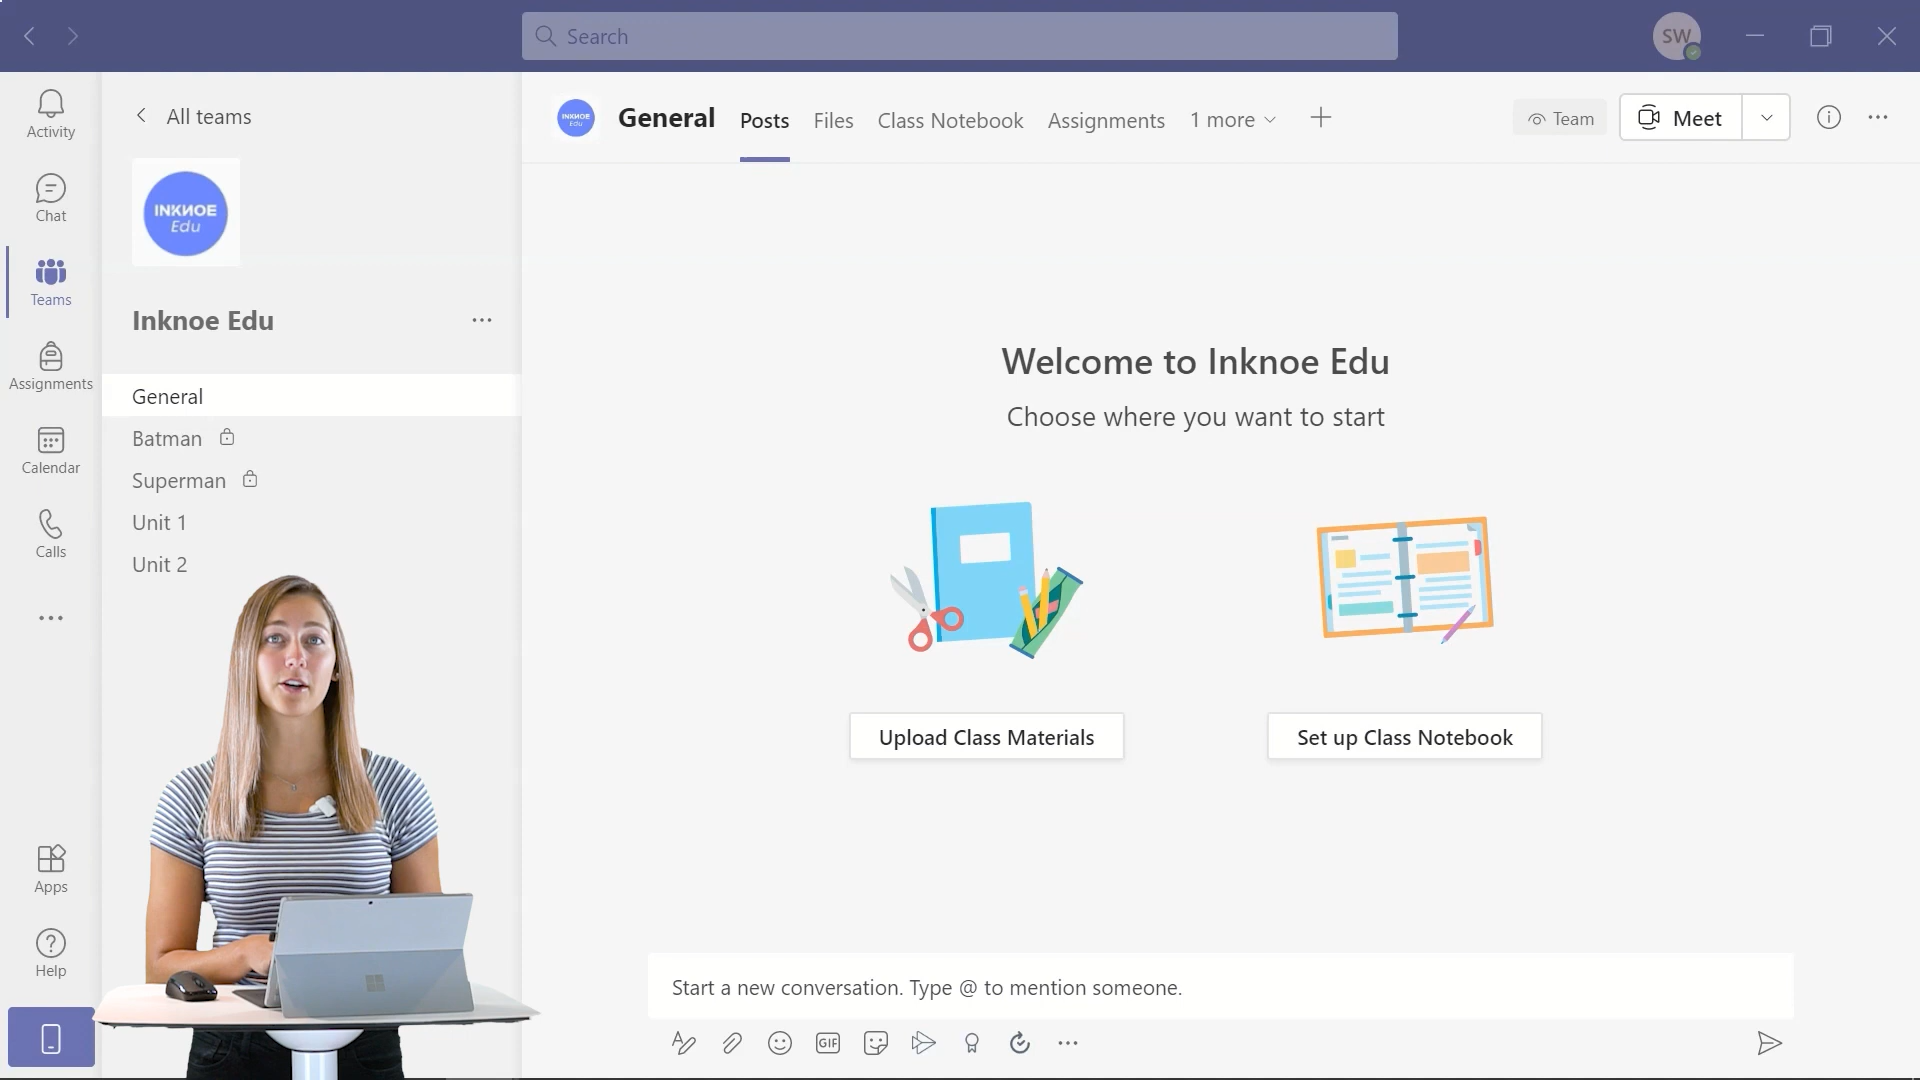 Search
SW
Activity
Chat
Teams
Assignments
Calendar
Calls
Apps
Help
All teams
INKNOE
Edu
Inknoe Edu
General
Batman
Superman
Unit 1
Unit 2
INKNOE
Edu
General
Posts
Files
Class Notebook
Assignments
1 more
Team
Meet
Welcome to Inknoe Edu
Choose where you want to start
Upload Class Materials
Set up Class Notebook
Start a new conversation. Type @ to mention someone.
GIF